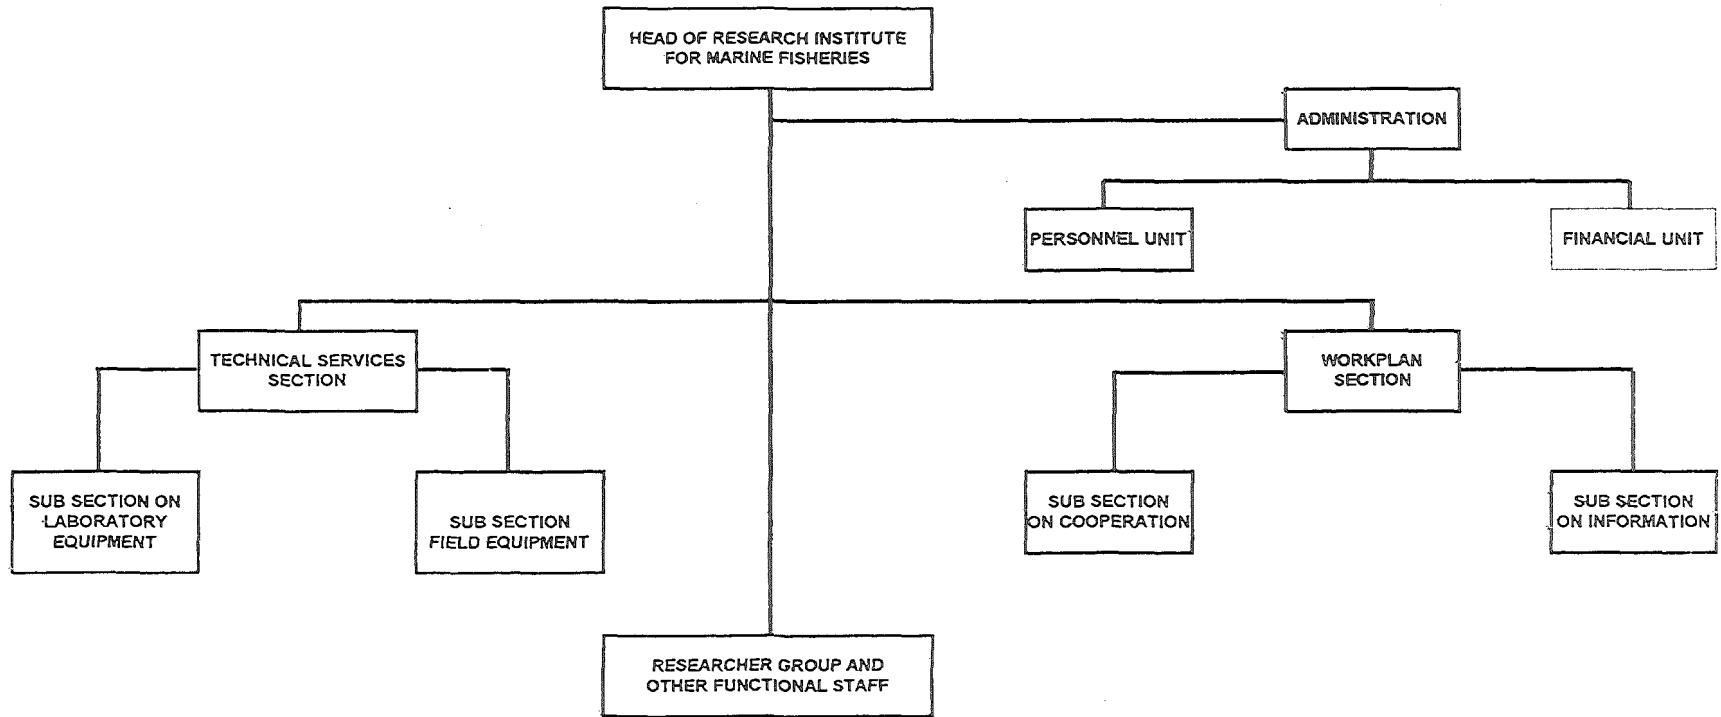 HEAD OF RESEARCH INSTITUTE
FOR MARINE FISHERIES
ADMINISTRATION
PERSONNEL UNIT
FINANCIAL UNIT
TECHNICAL SERVICES
SECTION
WORKPLAN
SECTION
SUB SECTION ON
LABORATORY
EQUIPMENT
SUB SECTION
FIELD EQUIPMENT
SUB SECTION
ON COOPERATION
SUB SECTION
ON INFORMATION
RESEARCHER GROUP AND
OTHER FUNCTIONAL STAFF